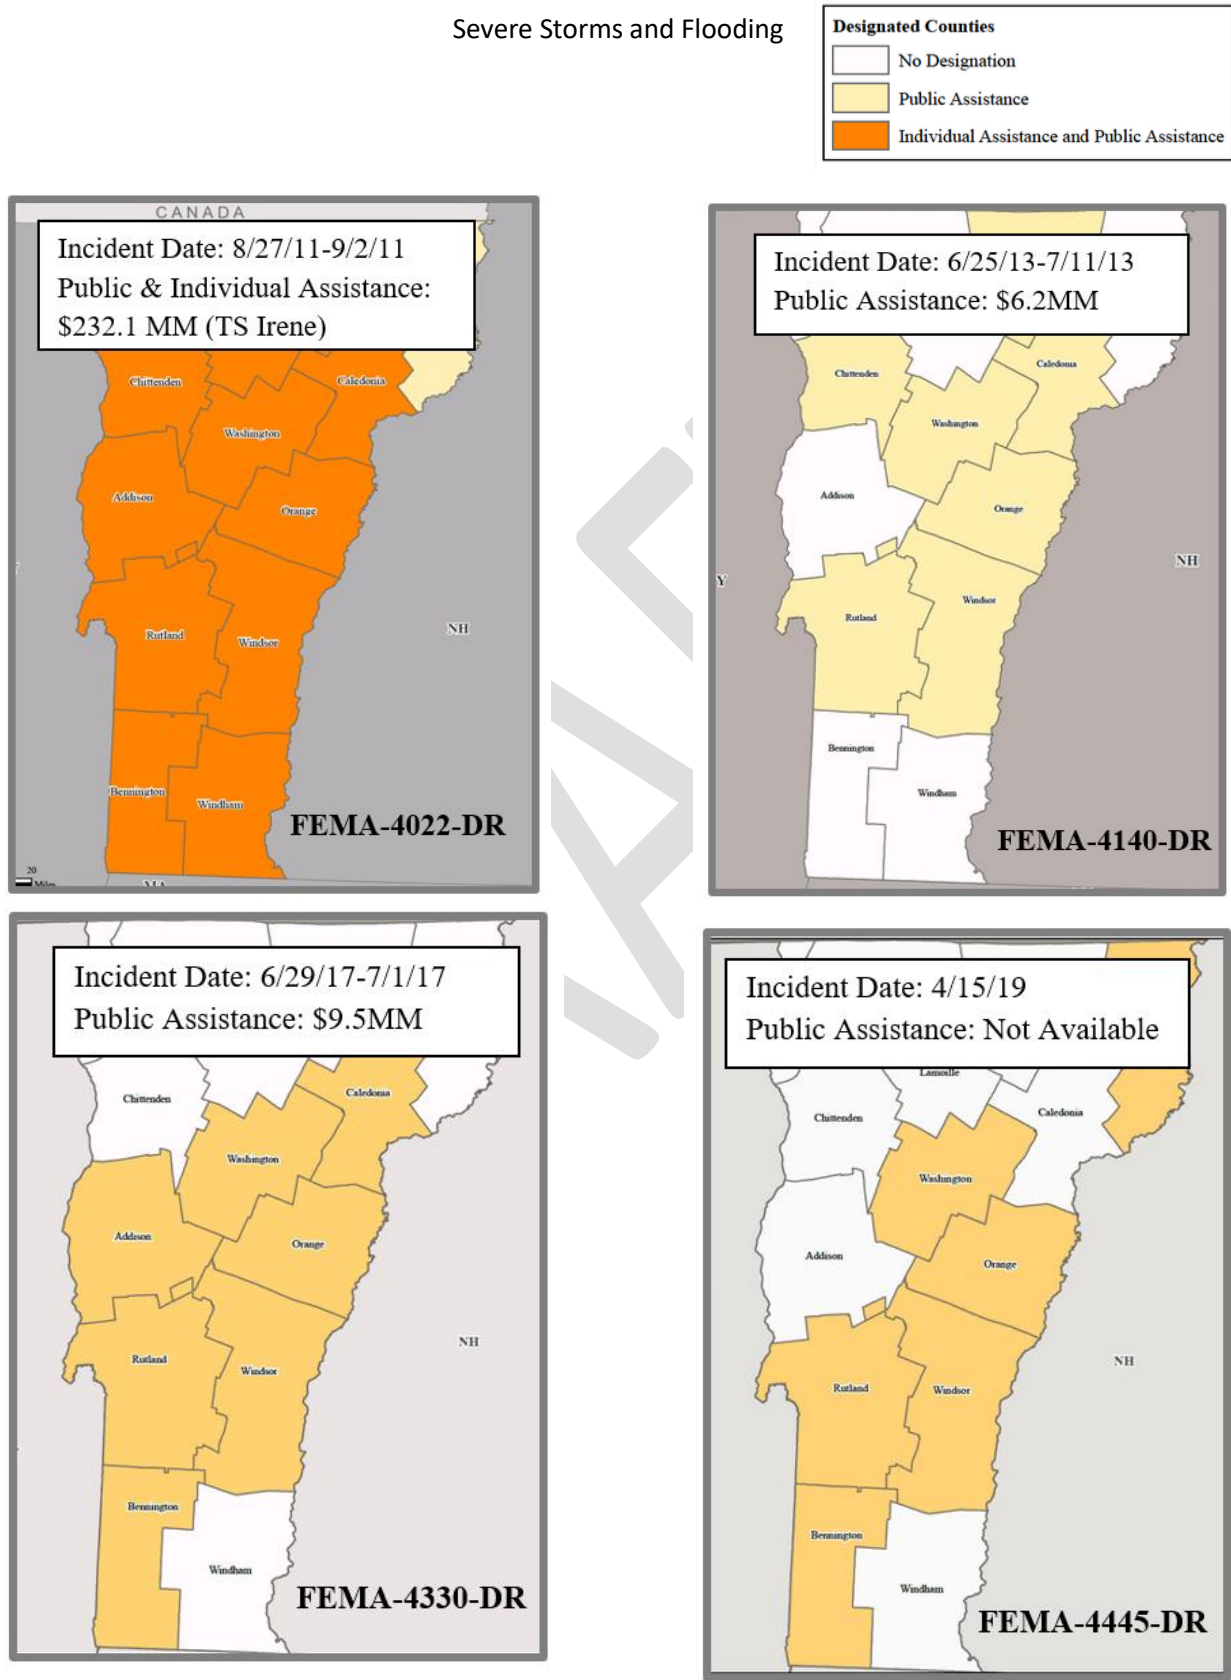 Severe Storms and Flooding
Designated Counties
No Designation
Public Assistance
Individual Assistance and Public Assistance
CANADA
Incident Date: 8/27/11-9/2/11
Public & Individual Assistance:
$232.1 MM (TS Irene)
Chittenden
Caledonia
Washington
Addison
Orange
Rutland
Windsor
NH
Bennington
Windham
FEMA-4022-DR
20
Miles
MA
Incident Date: 6/25/13-7/11/13
Public Assistance: $6.2MM
Chittenden
Caledonia
Washington
Addison
Orange
NH
Y
Windsor
Rutland
Bennington
Windham
FEMA-4140-DR
Incident Date: 6/29/17-7/1/17
Public Assistance: $9.5MM
Chittenden
Caledonia
Washington
Addison
Orange
NH
Rutland
Windsor
Bennington
Windham
FEMA-4330-DR
Incident Date: 4/15/19
Public Assistance: Not Available
Lamoille
Chittenden
Caledonia
Washington
Addison
Orange
NH
Rutland
Windsor
Bennington
Windham
FEMA-4445-DR